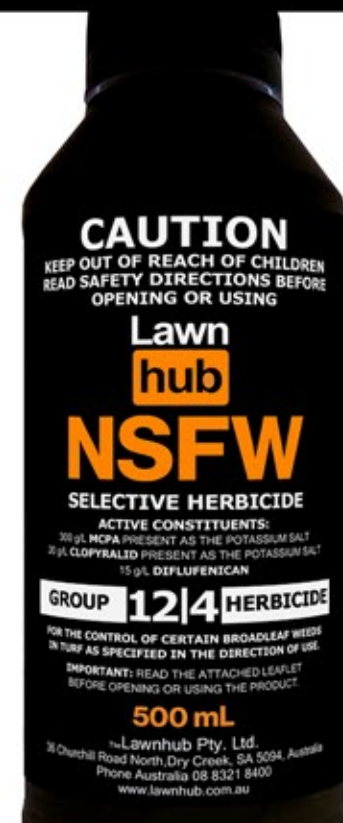 CAUTION
KEEP OUT OF REACH OF CHILDREN
READ SAFETY DIRECTIONS BEFORE
OPENING OR USING
Lawn
hub
NSFW
SELECTIVE HERBICIDE
ACTIVE CONSTITUENTS:
300 g/L MCPA PRESENT AS THE POTASSIUM SALT
20 g/L CLOPYRALID PRESENT AS THE POTASSIUM SALT
15 g/L DIFLUFENICAN
GROUP 12|4 HERBICIDE
FOR THE CONTROL OF CERTAIN BROADLEAF WEEDS
IN TURF AS SPECIFIED IN THE DIRECTION OF USE.
IMPORTANT: READ THE ATTACHED LEAFLET
BEFORE OPENING OR USING THE PRODUCT.
500 mL
The Lawnhub Pty. Ltd.
36 Churchill Road North, Dry Creek, SA 5094, Australia
Phone Australia 08 8321 8400
www.lawnhub.com.au